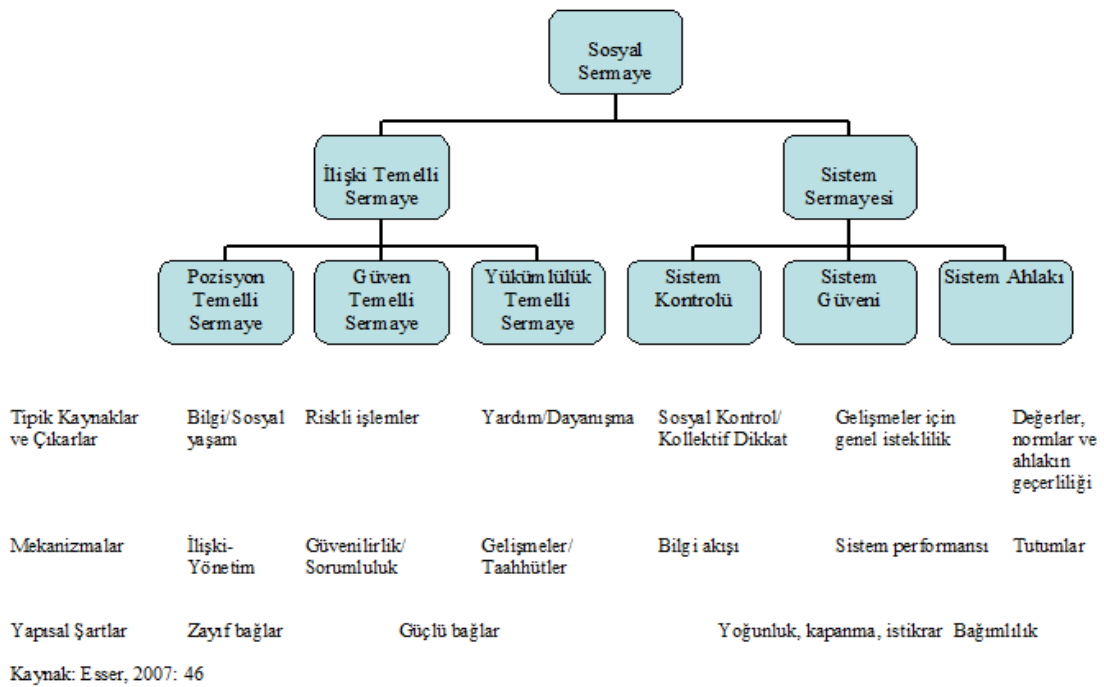 Sosyal
Sermaye
İlişki Temelli
Sermaye
Sistem
Sermayesi
Pozisyon
Temelli
Sermaye
Güven
Temelli
Sermaye
Yükümlülük
Temelli
Sermaye
Sistem
Kontrolü
Sistem
Güveni
Sistem Ahlakı
Tipik Kaynaklar
ve Çıkarlar
Bilgi/Sosyal
yaşam
Riskli işlemler
Yardım/Dayanışma
Sosyal Kontrol/
Kollektif Dikkat
Gelişmeler için
genel isteklilik
Değerler,
normlar ve
ahlakın
geçerliliği
Mekanizmalar
İlişki-
Yönetim
Güvenilirlik/
Sorumluluk
Gelişmeler/
Taahhütler
Bilgi akışı
Sistem performansı
Tutumlar
Yapısal Şartlar
Zayıf bağlar
Güçlü bağlar
Yoğunluk, kapanma, istikrar
Bağımlılık
Kaynak: Esser, 2007: 46